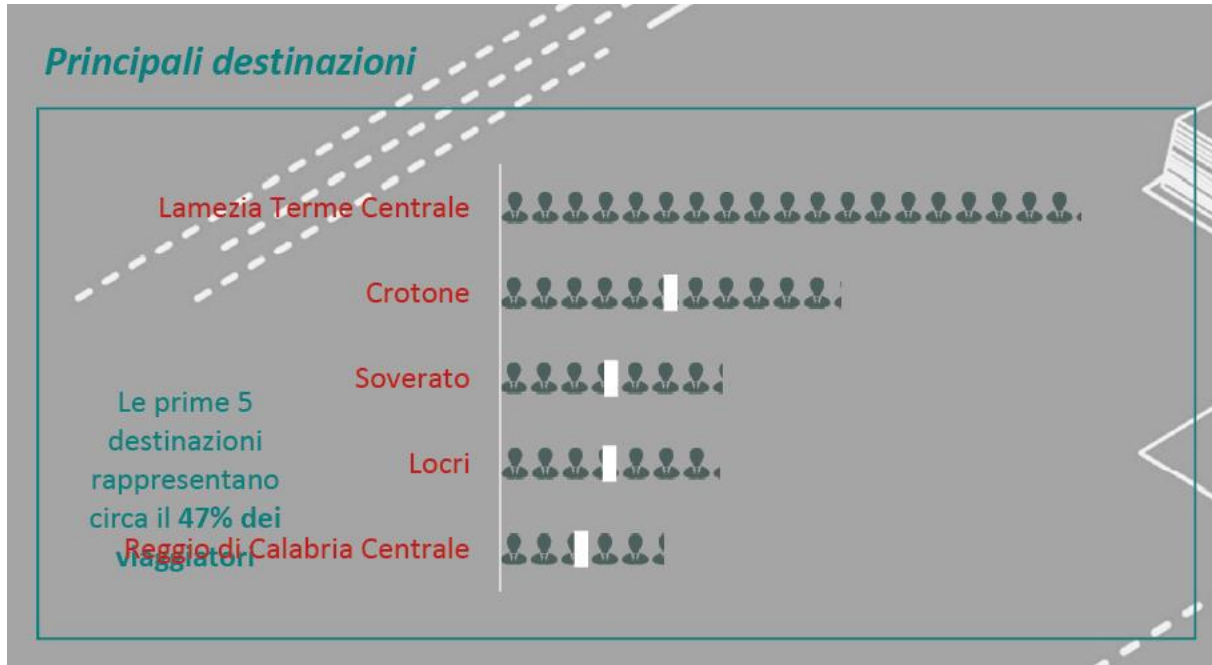 Principali destinazioni
Lamezia Terme Centrale
Crotone
Soverato
Locri
Reggio di Calabria Centrale
Le prime 5
destinazioni
rappresentano
circa il 47% dei
viaggiatori